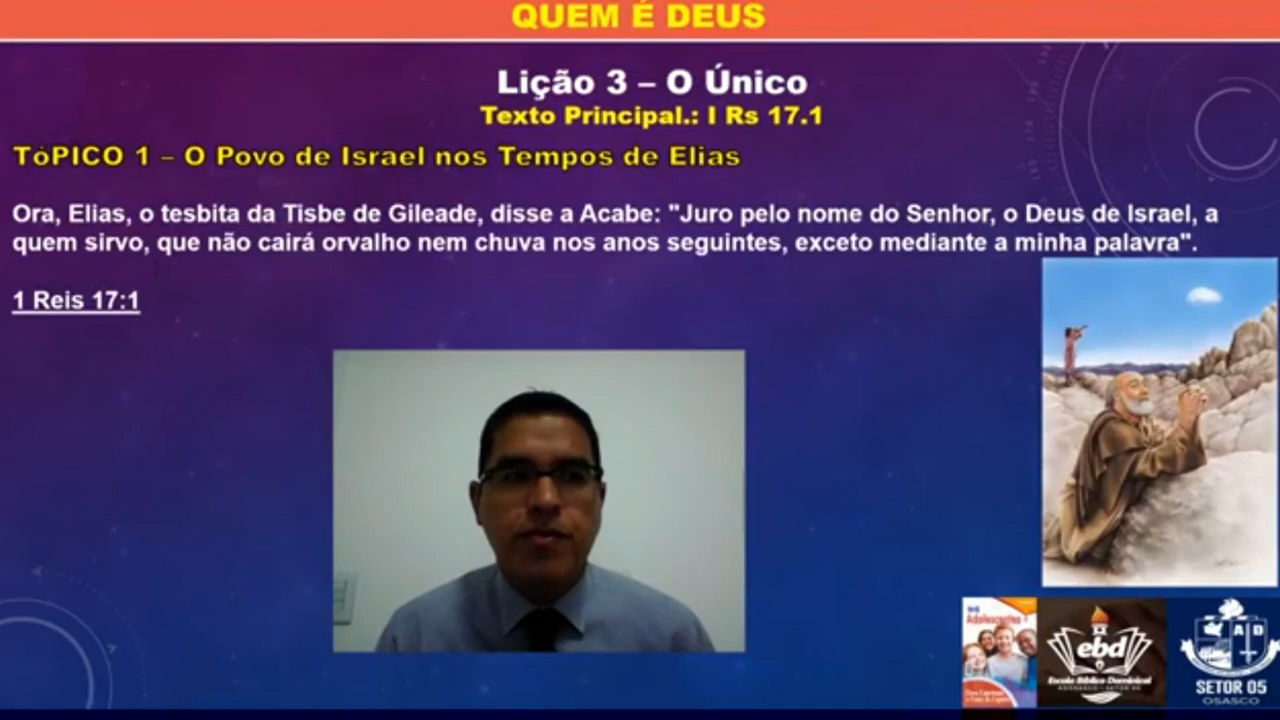 QUEM É DEUS
Lição 3 – O Único
Texto Principal.: I Rs 17.1
TóPICO 1 – O Povo de Israel nos Tempos de Elias
Ora, Elias, o tesbita da Tisbe de Gileade, disse a Acabe: "Juro pelo nome do Senhor, o Deus de Israel, a
quem sirvo, que não cairá orvalho nem chuva nos anos seguintes, exceto mediante a minha palavra".
1 Reis 17:1
Adolescentes
ebd
Escola Bíblica Dominical
A D
SETOR 05
OSASCO